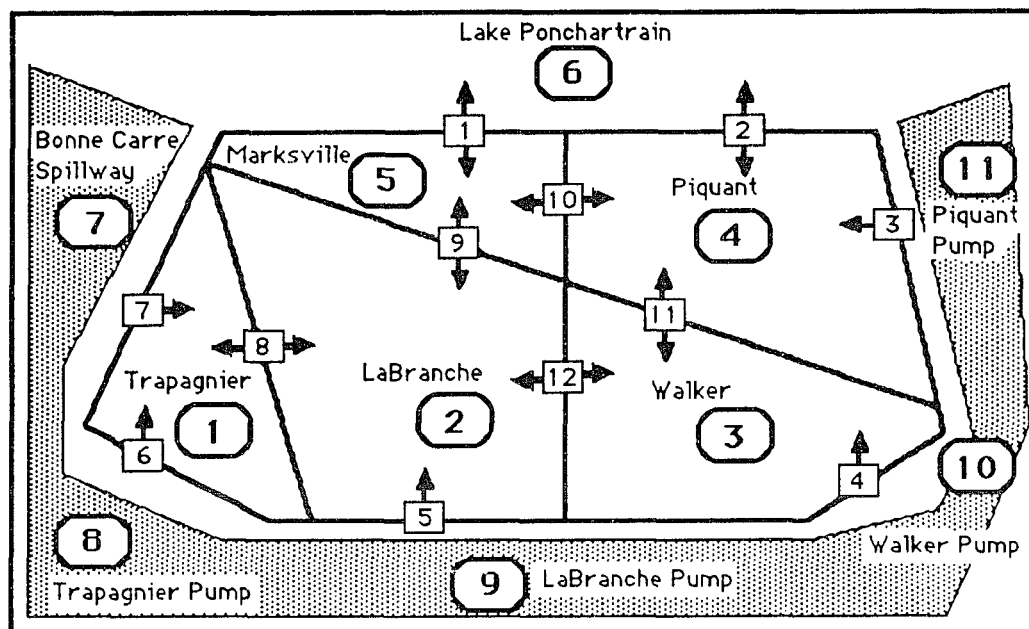 Lake Ponchartrain
6
1
2
Bonne Carre
Spillway
7
Marksville
5
10
Piquant
4
11
Piquant
Pump
3
9
7
11
8
Trapagnier
1
LaBranche
2
12
Walker
3
6
4
10
5
8
Trapagnier Pump
9
LaBranche Pump
Walker Pump